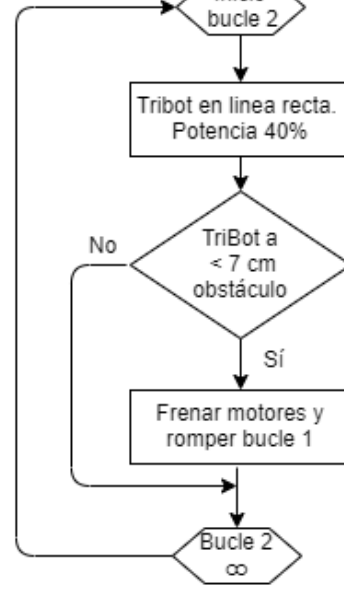 Inicio
bucle 2
Tribot en linea recta.
Potencia 40%
TriBot a
< 7 cm
obstáculo
No
Sí
Frenar motores y
romper bucle 1
Bucle 2
∞